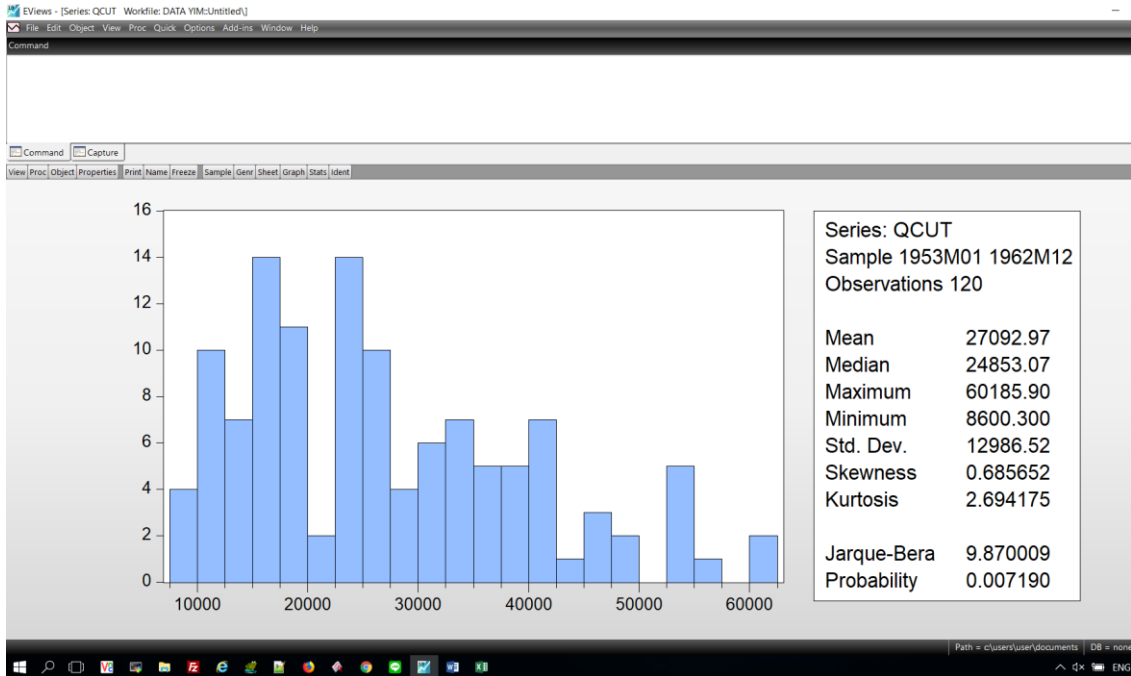 EViews - [Series: QCUT   Workfile: DATA YIM::Untitled\]
File Edit Object View Proc Quick Options Add-ins Window Help
Command
Command Capture
View Proc Object Properties Print Name Freeze Sample Genr Sheet Graph Stats Ident
16
14
12
10
8
6
4
2
0
10000 20000 30000 40000 50000 60000
Series: QCUT
Sample 1953M01 1962M12
Observations 120
Mean 27092.97
Median 24853.07
Maximum 60185.90
Minimum 8600.300
Std. Dev. 12986.52
Skewness 0.685652
Kurtosis 2.694175
Jarque-Bera 9.870009
Probability 0.007190
Path = c:\users\user\documents DB = none
ENG